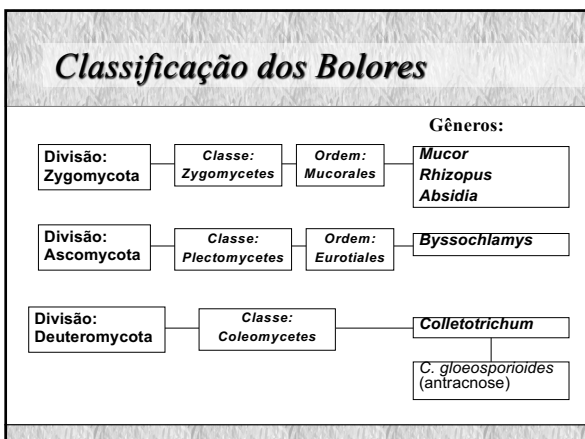 Classificação dos Bolores
Gêneros:
Divisão:
Zygomycota
Classe:
Zygomycetes
Ordem:
Mucorales
Mucor
Rhizopus
Absidia
Divisão:
Ascomycota
Classe:
Plectomycetes
Ordem:
Eurotiales
Byssochlamys
Divisão:
Deuteromycota
Classe:
Coleomycetes
Colletotrichum
C. gloeosporioides
(antracnose)